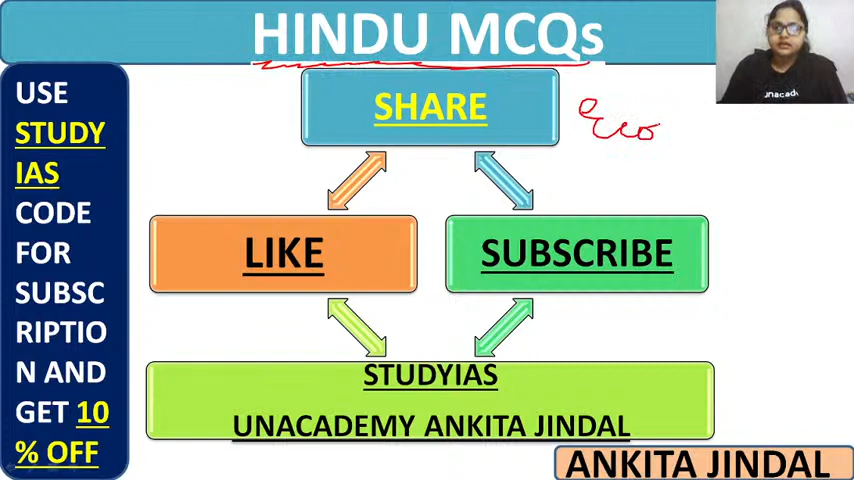 HINDU MCQs
USE
STUDY
IAS
CODE
FOR
SUBSC
RIPTIO
N AND
GET 10
% OFF
SHARE
Eco
LIKE
SUBSCRIBE
STUDYIAS
UNACADEMY ANKITA JINDAL
ANKITA JINDAL